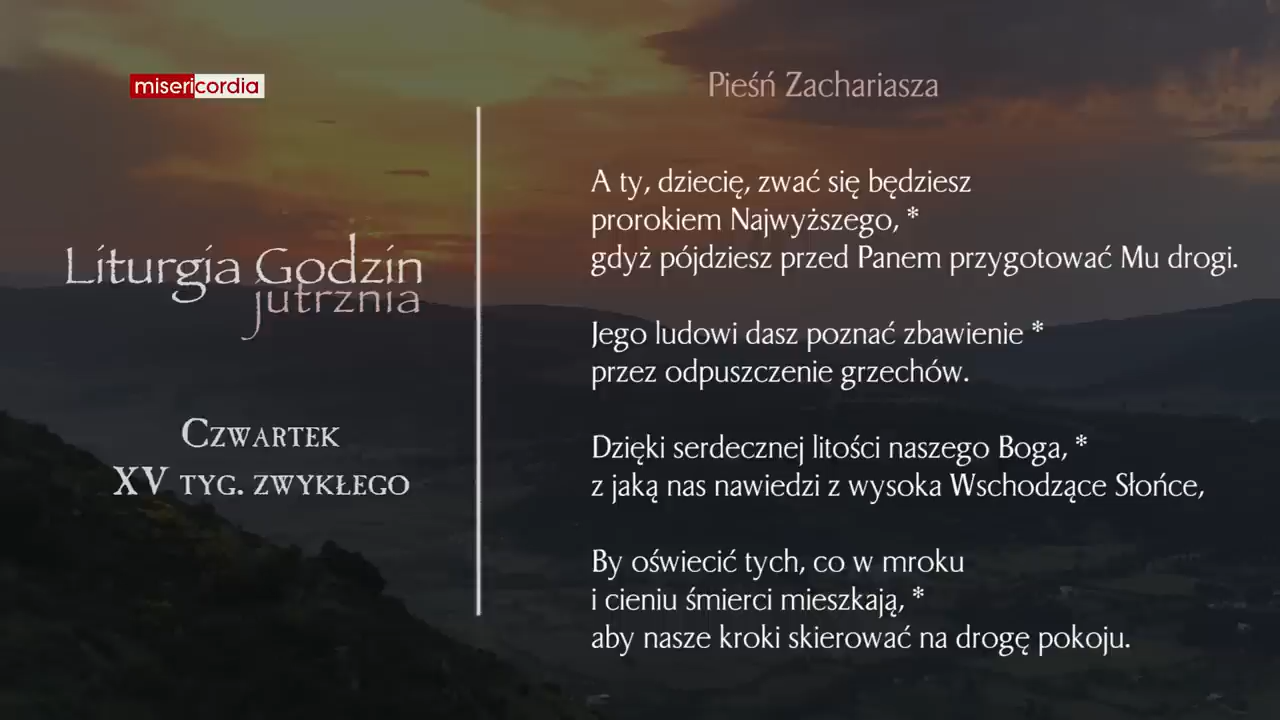 misericordia
Liturgia Godzin
jutrznia
Czwartek
XV tyg. zwykłego
Pieśń Zachariasza
A ty, dziecię, zwać się będziesz
prorokiem Najwyższego, *
gdyż pójdziesz przed Panem przygotować Mu drogi.
Jego ludowi dasz poznać zbawienie *
przez odpuszczenie grzechów.
Dzięki serdecznej litości naszego Boga, *
z jaką nas nawiedzi z wysoka Wschodzące Słońce,
By oświecić tych, co w mroku
i cieniu śmierci mieszkają, *
aby nasze kroki skierować na drogę pokoju.